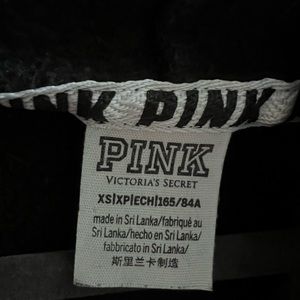 INK PINK
PINK
VICTORIA'S SECRET
XS|XP|ECH|165/84A
made in Sri Lanka/fabriqué au
Sri Lanka/hecho en Sri Lanka/
fabbricato in Sri Lanka/
斯里兰卡制造